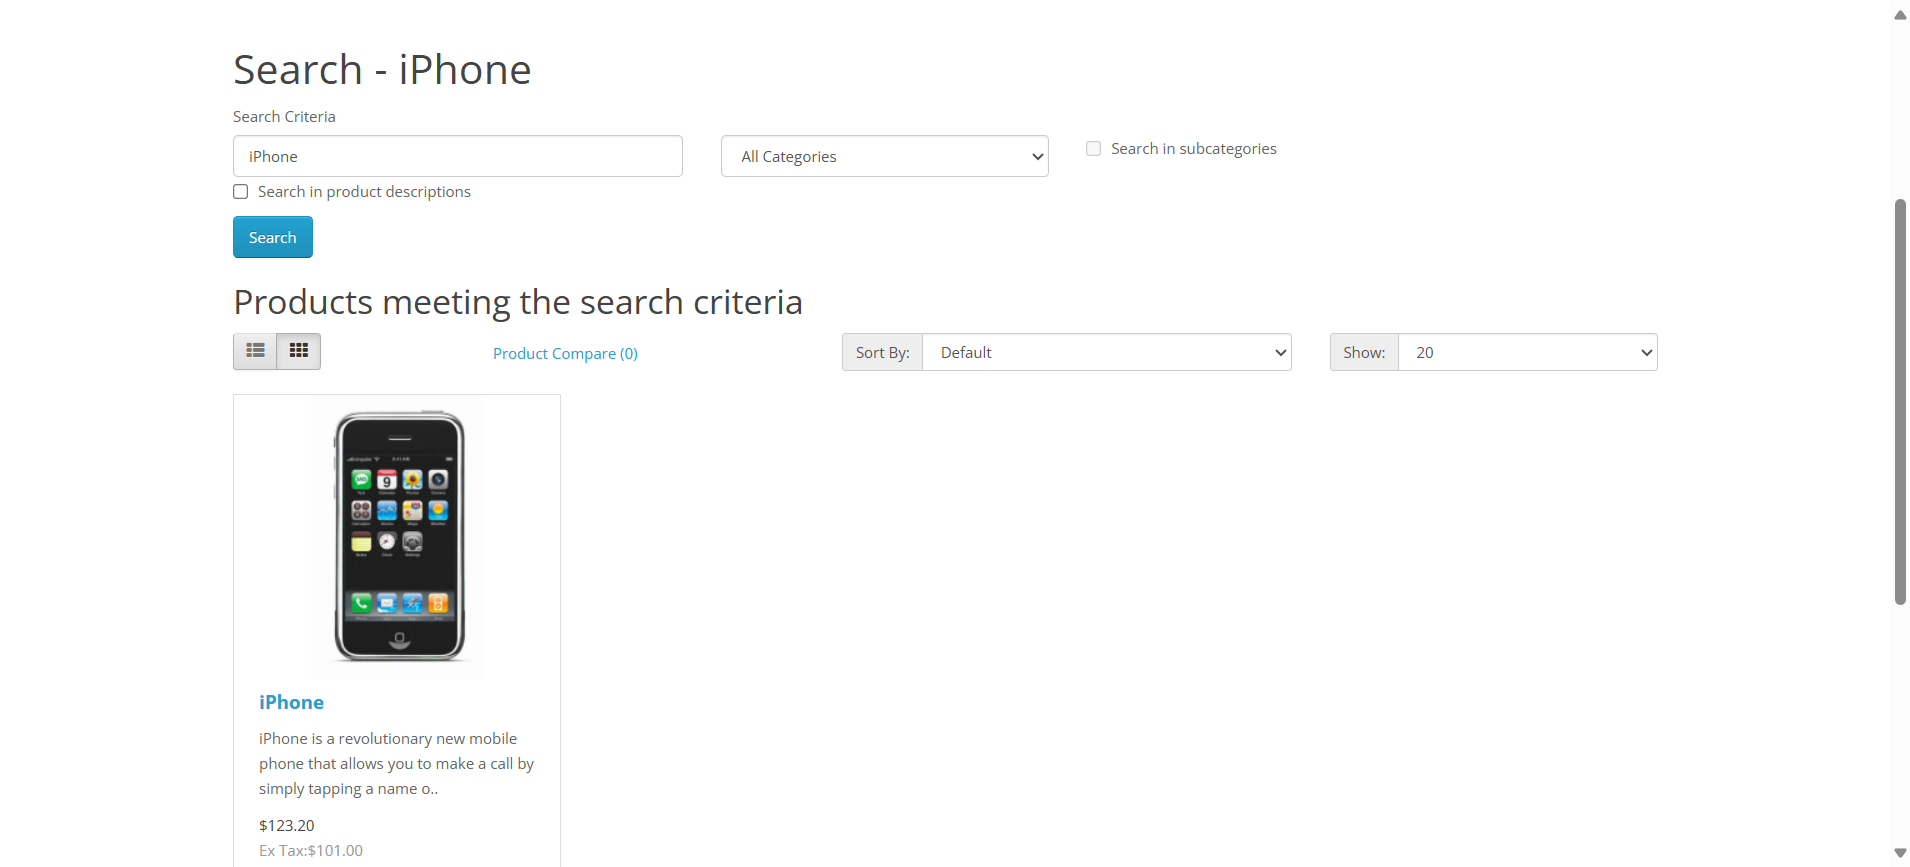 Search - iPhone
Search Criteria
iPhone
All Categories
Search in subcategories
Search in product descriptions
Search
Products meeting the search criteria
Product Compare (0)
Sort By:
Default
Show:
20
9
iPhone
iPhone is a revolutionary new mobile
phone that allows you to make a call by
simply tapping a name o..
$123.20
Ex Tax:$101.00